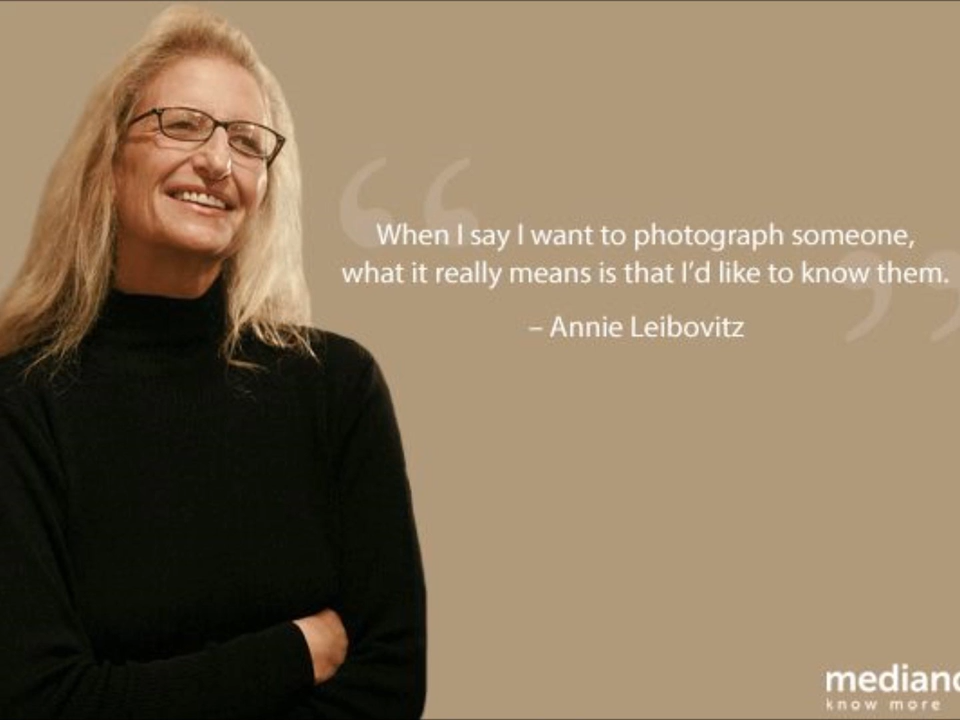 When I say I want to photograph someone,
what it really means is that I'd like to know them.
– Annie Leibovitz
know more